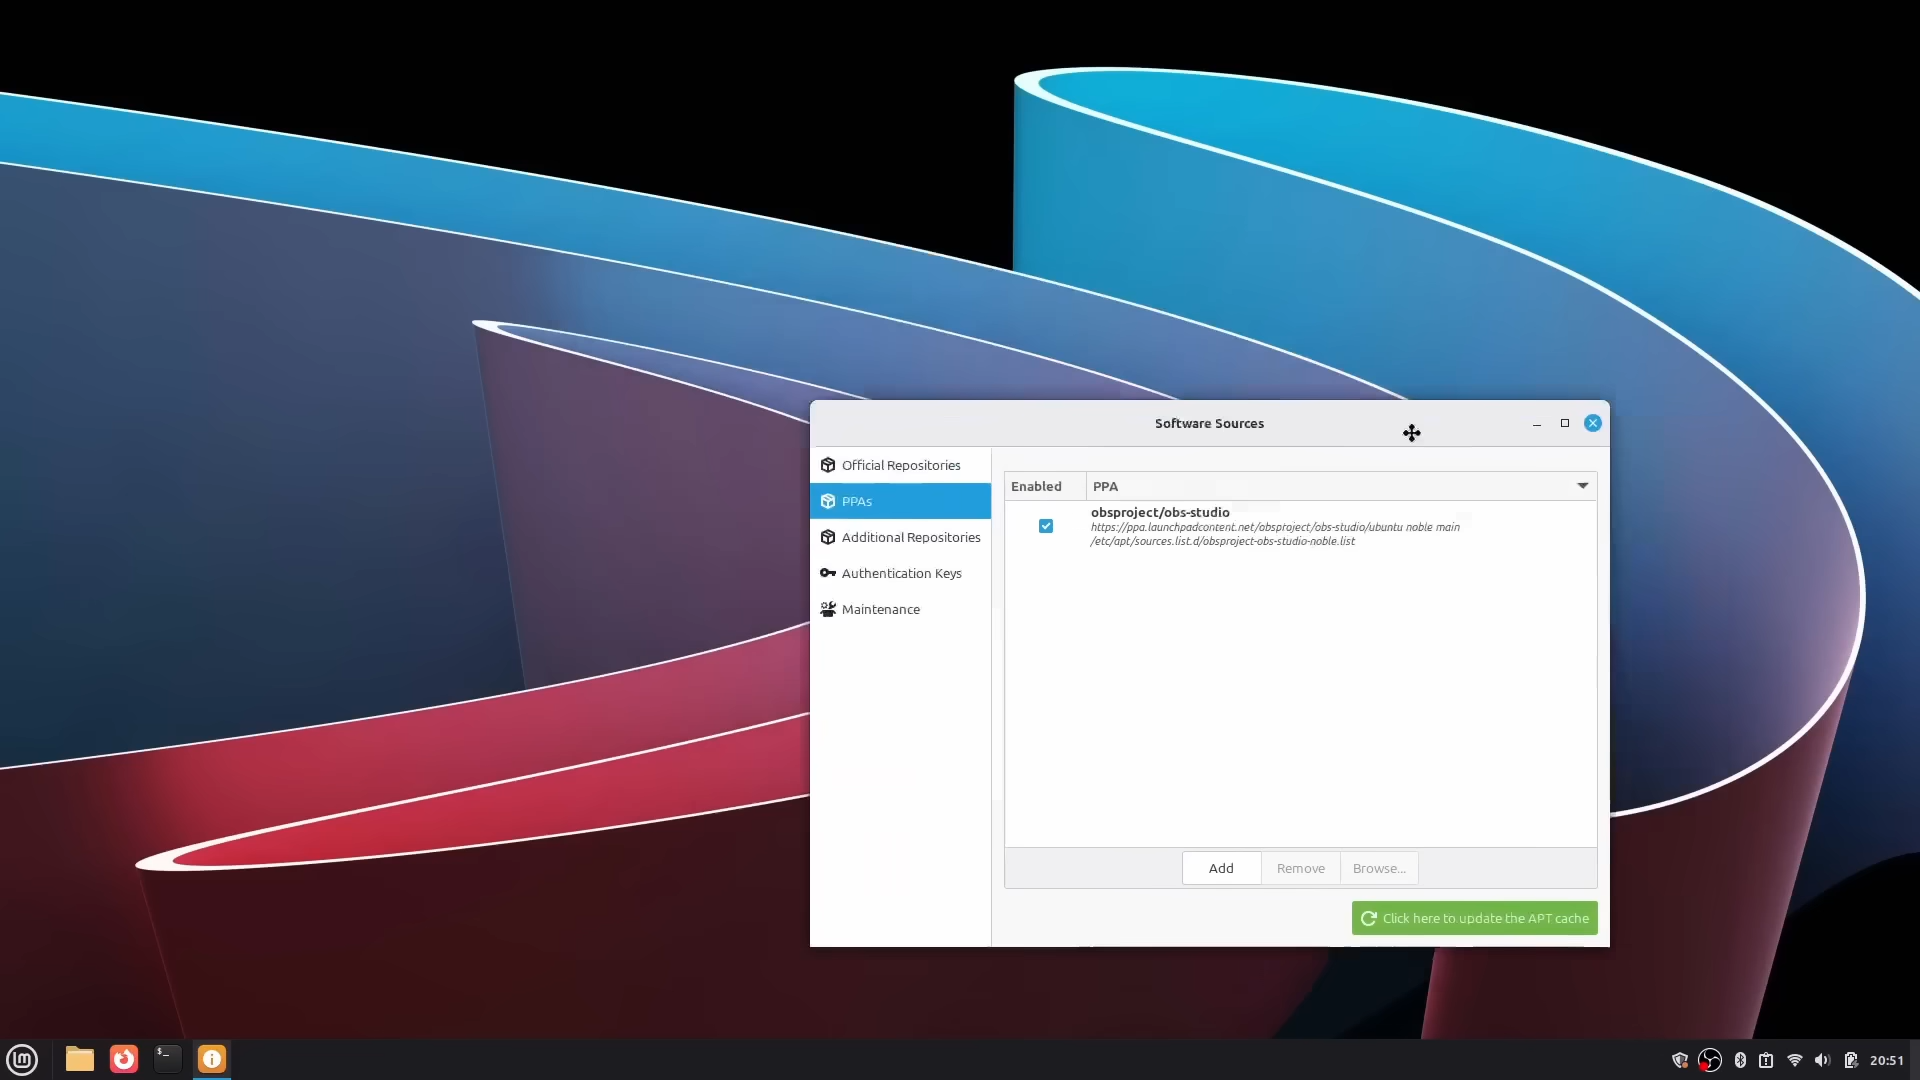 Software Sources
Official Repositories
PPAs
Additional Repositories
Authentication Keys
Maintenance
Enabled
PPA
obsproject/obs-studio
https://ppa.launchpadcontent.net/obsproject/obs-studio/ubuntu noble main
/etc/apt/sources.list.d/obsproject-obs-studio-noble.list
Add
Remove
Browse...
Click here to update the APT cache
20:51